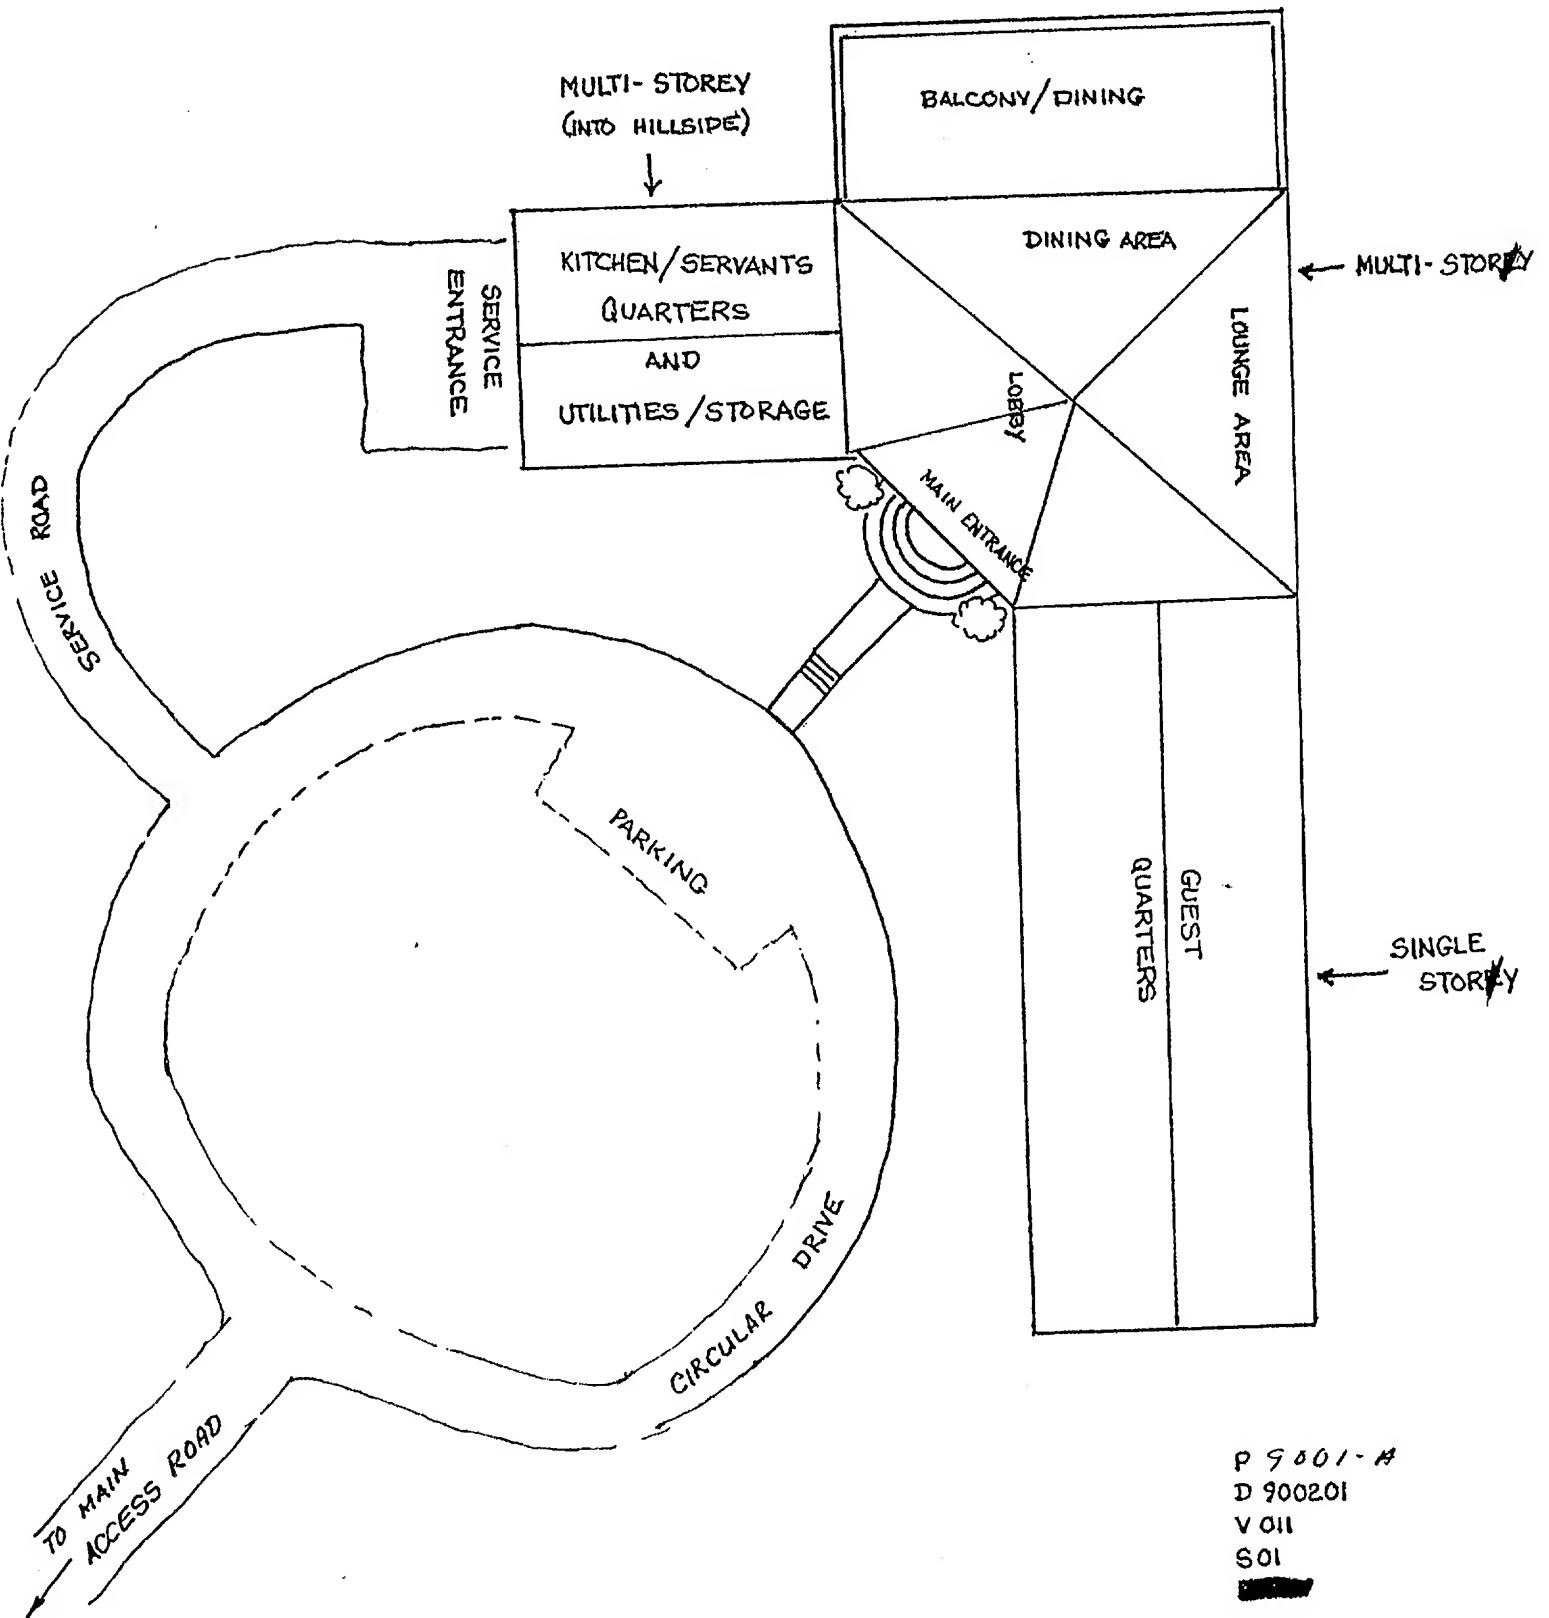 MULTI-STOREY
(INTO HILLSIDE)
BALCONY/DINING
DINING AREA
MULTI-STOREY
KITCHEN/SERVANTS
QUARTERS
AND
UTILITIES/STORAGE
SERVICE
ENTRANCE
LOUNGE AREA
LOBBY
MAIN ENTRANCE
SERVICE ROAD
PARKING
GUEST
QUARTERS
SINGLE
STOREY
CIRCULAR DRIVE
TO MAIN
ACCESS ROAD
P 9001-A
D 900201
V 011
S01